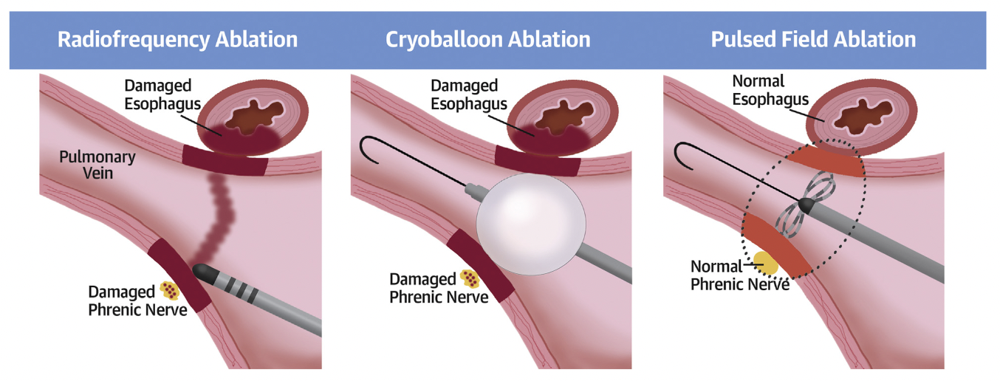 Radiofrequency Ablation
Cryoballoon Ablation
Pulsed Field Ablation
Damaged
Esophagus
Pulmonary
Vein
Damaged
Phrenic Nerve
Damaged
Esophagus
Damaged
Phrenic Nerve
Normal
Esophagus
Normal
Phrenic Nerve